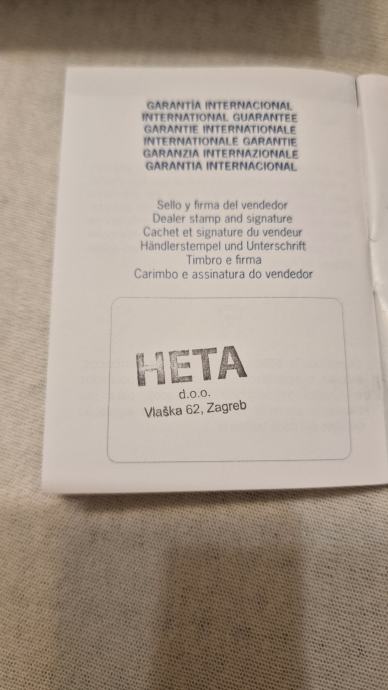 GARANTÍA INTERNACIONAL
INTERNATIONAL GUARANTEE
GARANTIE INTERNATIONALE
INTERNATIONALE GARANTIE
GARANZIA INTERNAZIONALE
GARANTIA INTERNACIONAL
Sello y firma del vendedor
Dealer stamp and signature
Cachet et signature du vendeur
Händlerstempel und Unterschrift
Timbro e firma
Carimbo e assinatura do vendedor
HETA
d.o.o.
Vlaška 62, Zagreb